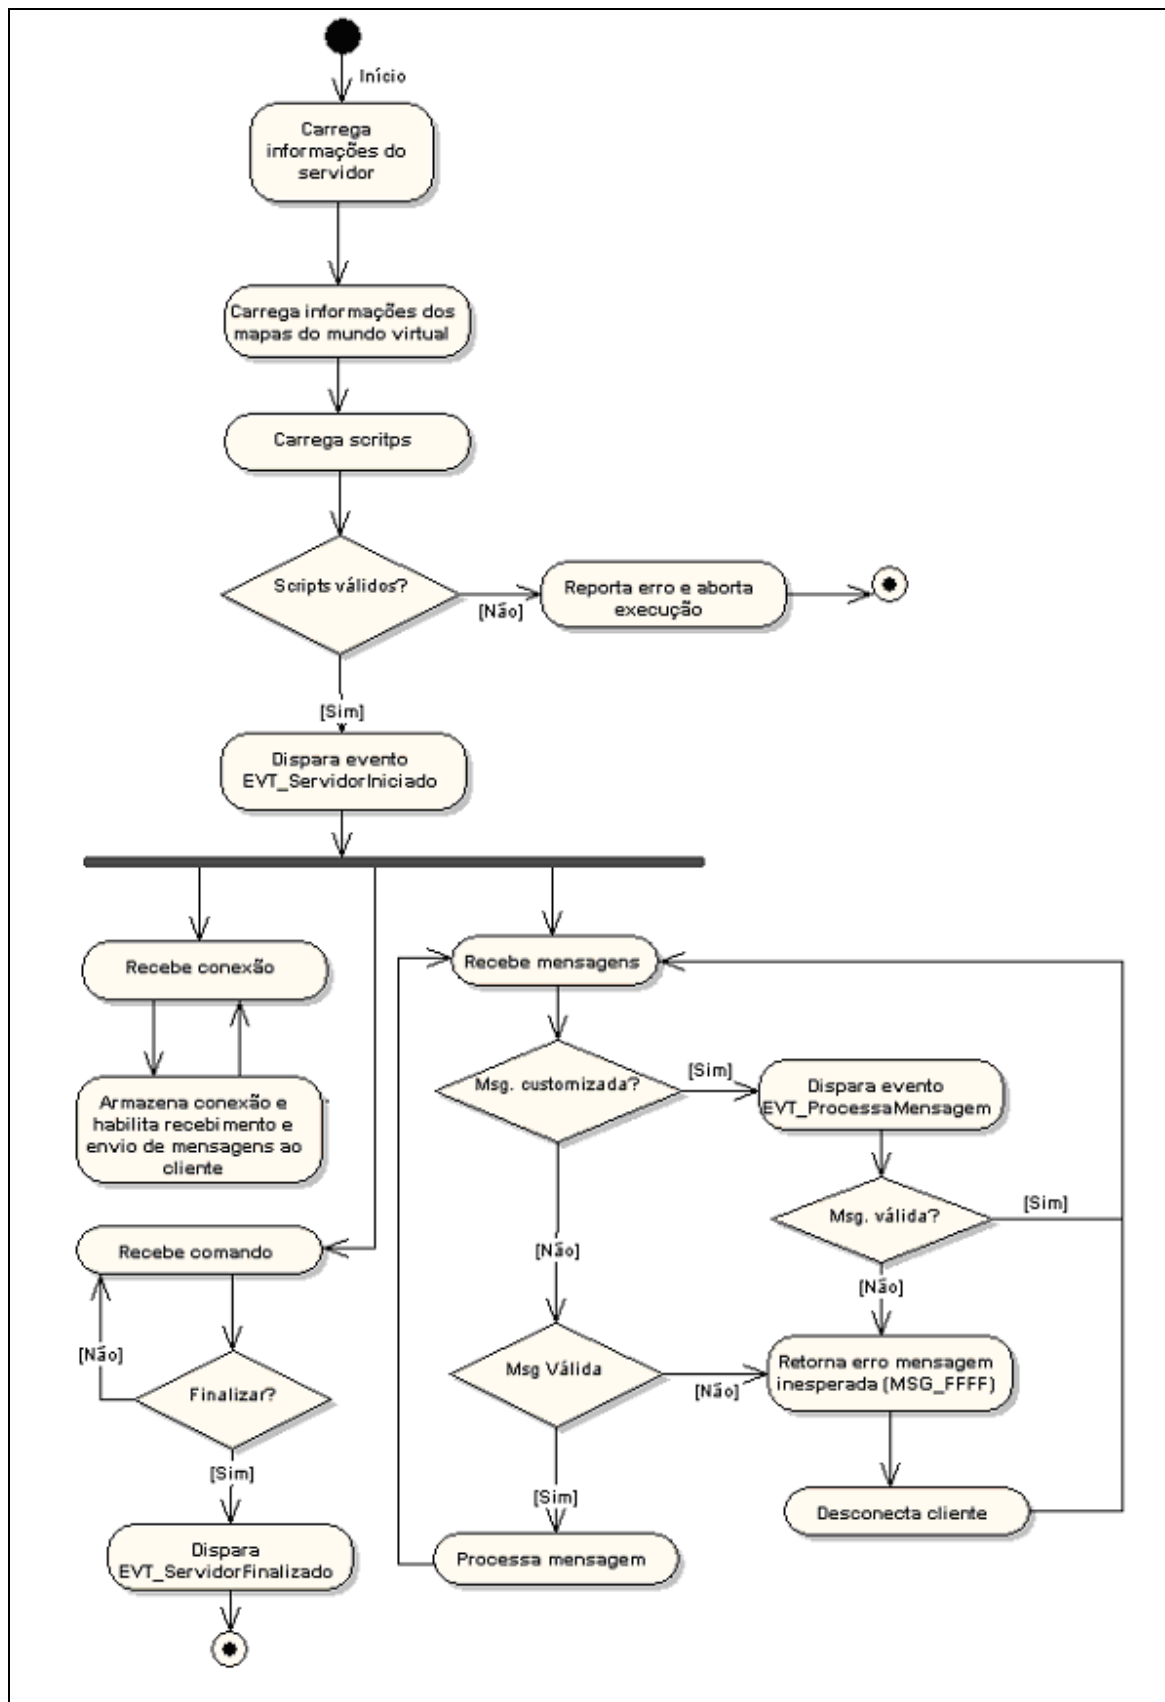 Início
Carrega
informações do
servidor
Carrega informações dos
mapas do mundo virtual
Carrega scritps
Scripts válidos?
[Não]
Reporta erro e aborta
execução
[Sim]
Dispara evento
EVT_ServidorIniciado
Recebe conexão
Armazena conexão e
habilita recebimento e
envio de mensagens ao
cliente
Recebe comando
[Não]
Finalizar?
[Sim]
Dispara
EVT_ServidorFinalizado
Recebe mensagens
Msg. customizada?
[Sim]
Dispara evento
EVT_ProcessaMensagem
Msg. válida?
[Sim]
[Não]
[Não]
Msg Válida
[Não]
Retorna erro mensagem
inesperada (MSG_FFFF)
Desconecta cliente
[Sim]
Processa mensagem